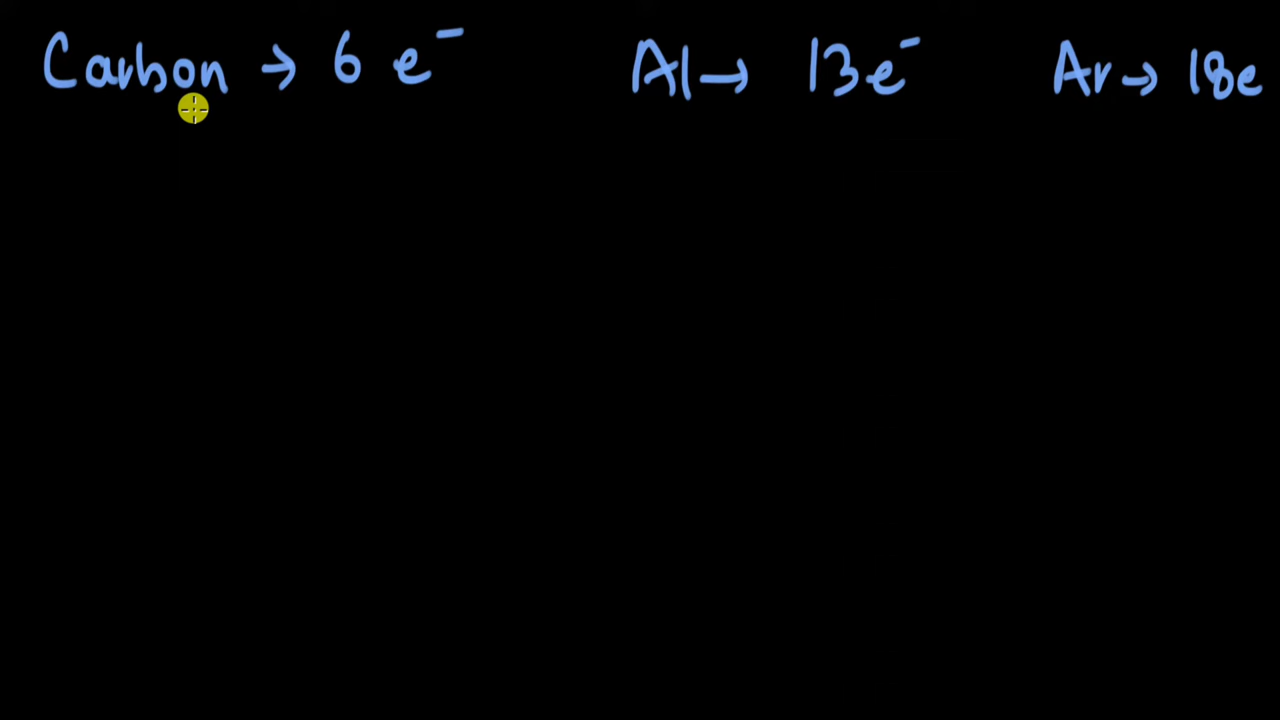 Carbon → 6 e⁻ Al → 13e⁻ Ar → 18e